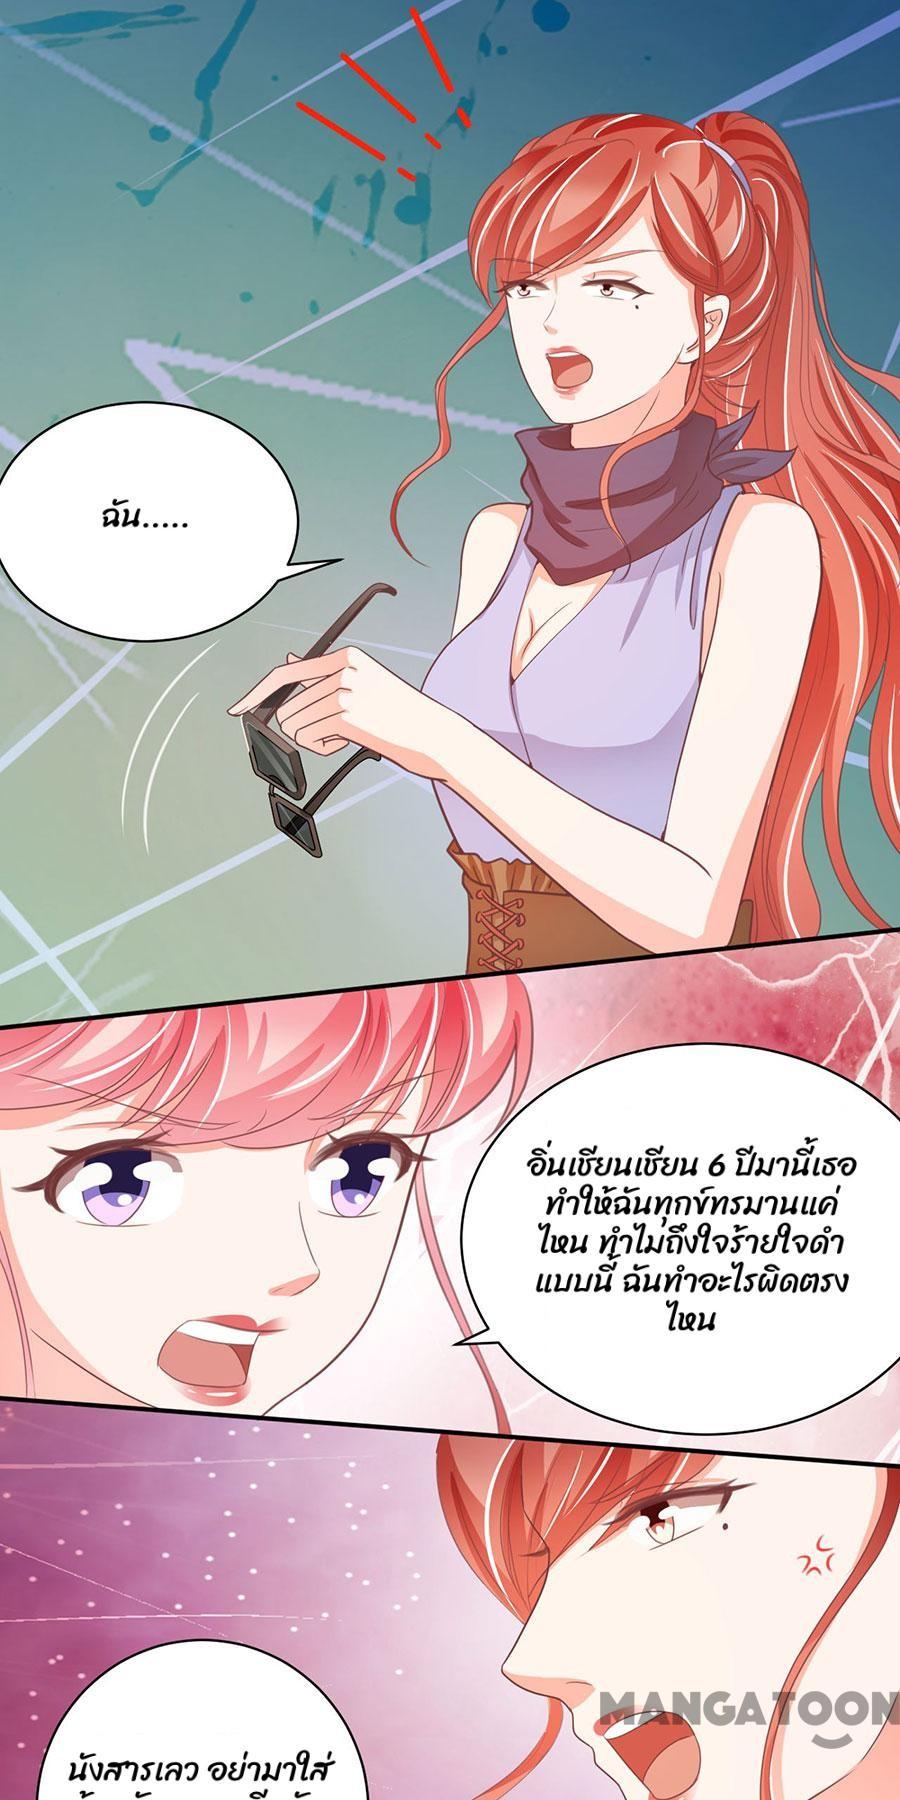 ฉัน.....
อิ่นเชียนเชียน 6 ปีมานี้เธอ
ทำให้ฉันทุกข์ทรมานแค่
ไหน ทำไมถึงใจร้ายใจดำ
แบบนี้ ฉันทำอะไรผิดตรง
ไหน
MANGATOON
นังสารเลว อย่ามาใส่